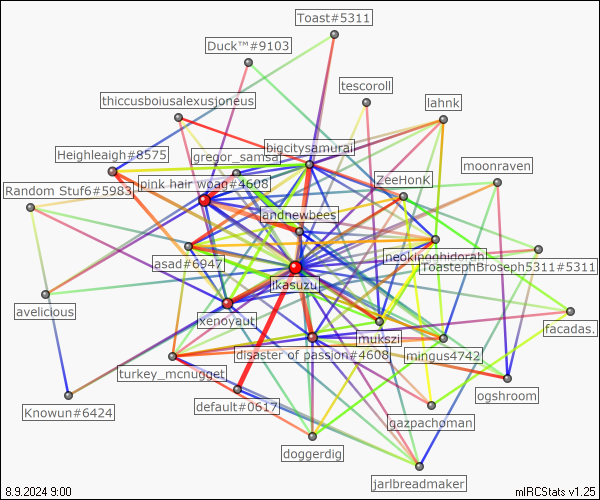 Toast#5311
Duck™#9103
tescoroll
thiccusboiusalexusjoneus
lahnk
bigcitysamurai
Heighleaigh#8575
gregor_samsa
moonraven
ZeeHonK
pink hair woag#4608
Random Stuf6#5983
andnewbees
neokingghidorah
asad#6947
ToastephBroseph5311#5311
ikasuzu
avelicious
xenovaut
facadas.
mukszi
disaster of passion#4608
mingus4742
turkey_mcnugget
ogshroom
default#0617
Knowun#6424
gazpachoman
doggerdig
jarlbreadmaker
8.9.2024 9:00
mIRCStats v1.25